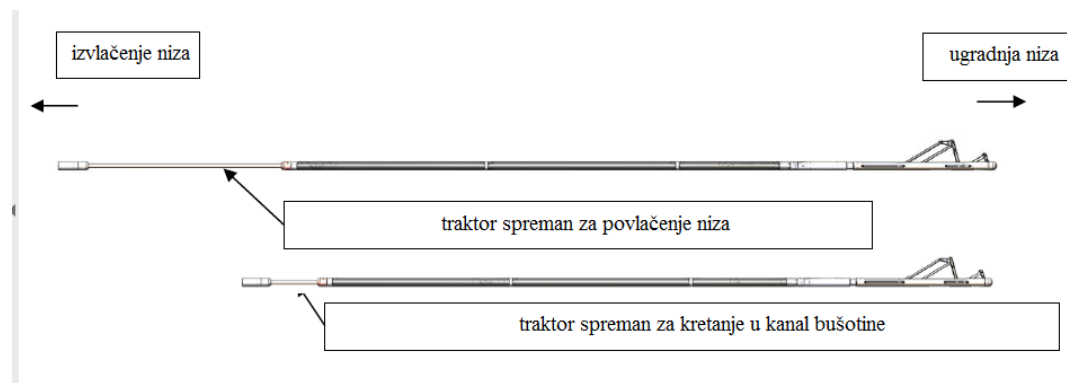 izvlačenje niza
ugradnja niza
traktor spreman za povlačenje niza
traktor spreman za kretanje u kanal bušotine